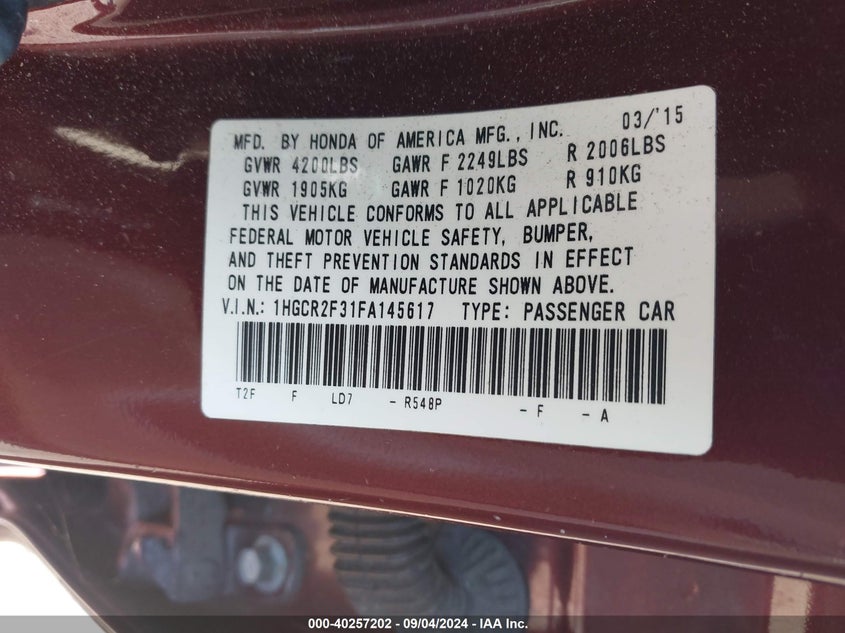 MFD. BY HONDA OF AMERICA MFG., INC. 03/'15
GVWR 4200LBS GAWR F 2249LBS R 2006LBS
GVWR 1905KG GAWR F 1020KG R 910KG
THIS VEHICLE CONFORMS TO ALL APPLICABLE
FEDERAL MOTOR VEHICLE SAFETY, BUMPER,
AND THEFT PREVENTION STANDARDS IN EFFECT
ON THE DATE OF MANUFACTURE SHOWN ABOVE.
V.I.N.: 1HGCR2F31FA145617 TYPE: PASSENGER CAR
T2F F LD7 - R548P - F - A
000-40257202 - 09/04/2024 - IAA Inc.